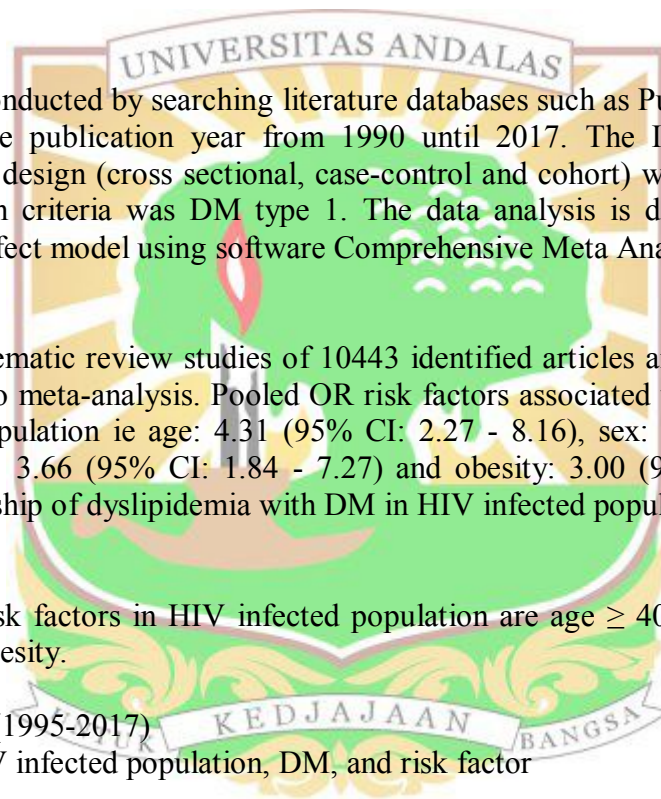 UNIVERSITAS ANDALAS
onducted by searching literature databases such as Pu
e publication year from 1990 until 2017. The I
design (cross sectional, case-control and cohort) w
n criteria was DM type 1. The data analysis is d
fect model using software Comprehensive Meta Ana
ematic review studies of 10443 identified articles a
o meta-analysis. Pooled OR risk factors associated
pulation ie age: 4.31 (95% CI: 2.27 - 8.16), sex:
3.66 (95% CI: 1.84 - 7.27) and obesity: 3.00 (9
ship of dyslipidemia with DM in HIV infected popul
sk factors in HIV infected population are age ≥ 40
esity.
1995-2017)
KEDJAJAAN BANGSA
V infected population, DM, and risk factor